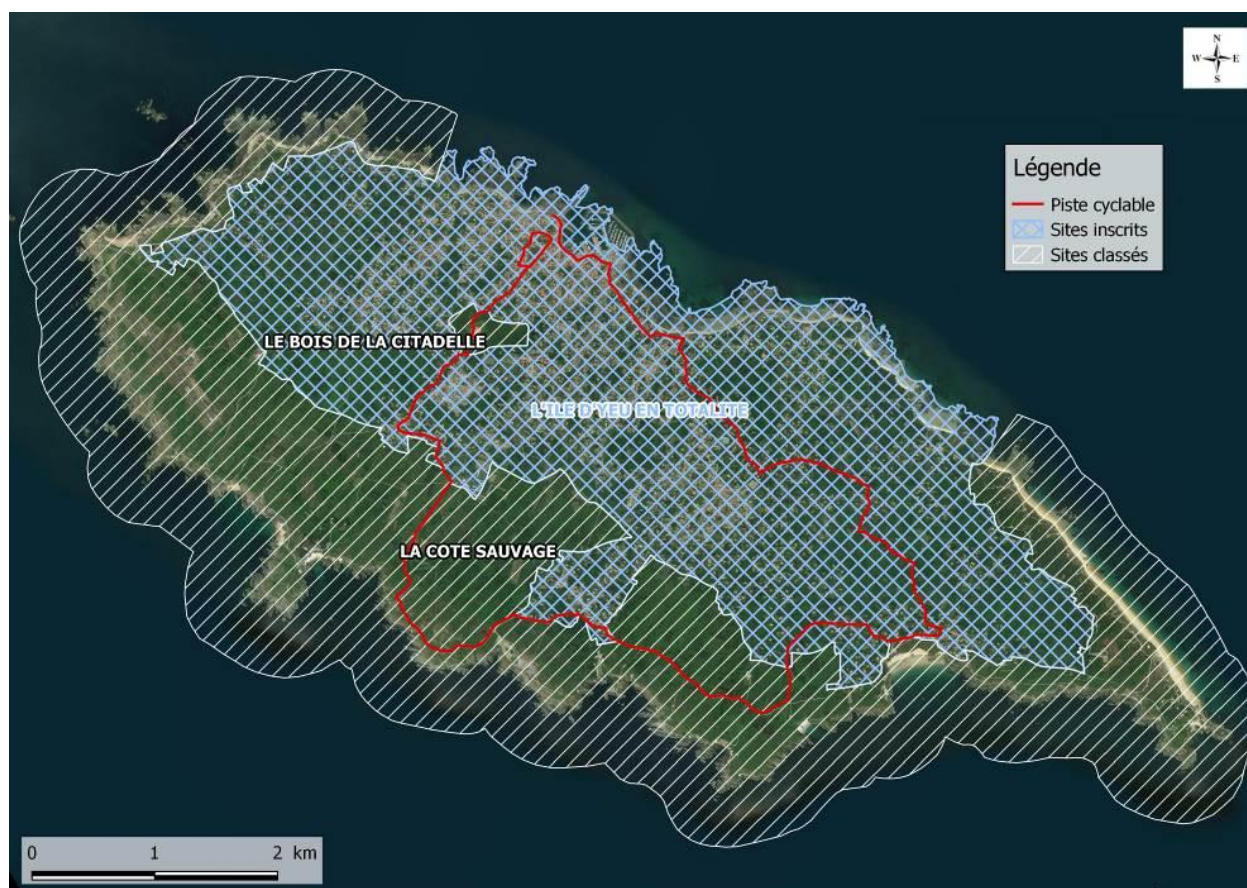 N
W E
S
Légende
Piste cyclable
Sites inscrits
Sites classés
LE BOIS DE LA CITADELLE
L'ILE D'YEU EN TOTALITE
LA COTE SAUVAGE
0 1 2 km